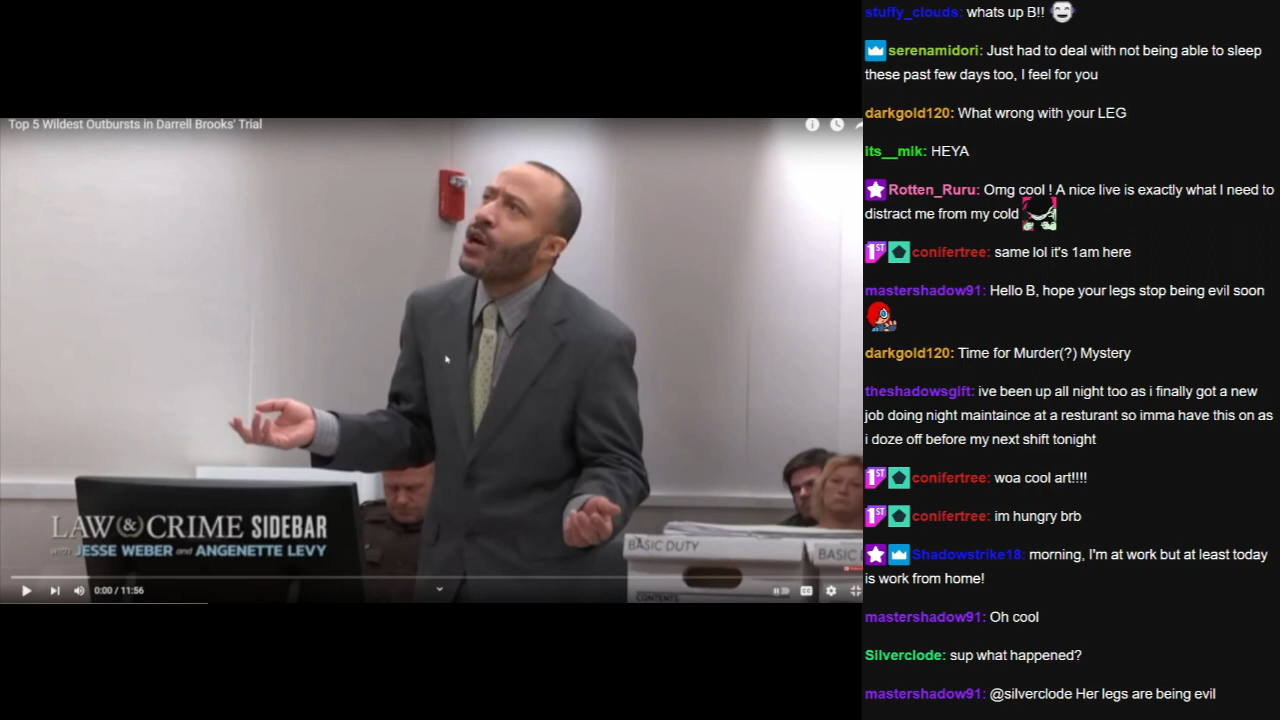 Top 5 Wildest Outbursts in Darrell Brooks' Trial
LAW & CRIME SIDEBAR
with JESSE WEBER and ANGENETTE LEVY
BASIC DUTY
BASIC
CONTENTS
0:00 / 11:56
stuffy_clouds: whats up B!!
serenamidori: Just had to deal with not being able to sleep
these past few days too, I feel for you
darkgold120: What wrong with your LEG
its__mik: HEYA
Rotten_Ruru: Omg cool ! A nice live is exactly what I need to
distract me from my cold
1ST conifertree: same lol it's 1am here
mastershadow91: Hello B, hope your legs stop being evil soon
darkgold120: Time for Murder(?) Mystery
theshadowsgift: ive been up all night too as i finally got a new
job doing night maintaince at a resturant so imma have this on as
i doze off before my next shift tonight
1ST conifertree: woa cool art!!!!
1ST conifertree: im hungry brb
Shadowstrike18: morning, I'm at work but at least today
is work from home!
mastershadow91: Oh cool
Silverclode: sup what happened?
mastershadow91: @silverclode Her legs are being evil